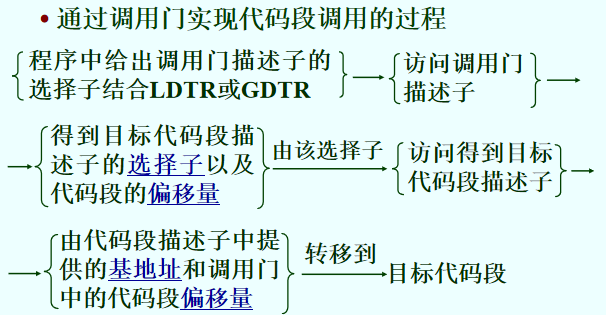 • 通过调用门实现代码段调用的过程
程序中给出调用门描述子的
选择子结合LDTR或GDTR
访问调用门
描述子
得到目标代码段描
述子的选择子以及
代码段的偏移量
由该选择子
访问得到目标
代码段描述子
由代码段描述子中提
供的基地址和调用门
中的代码段偏移量
转移到
目标代码段